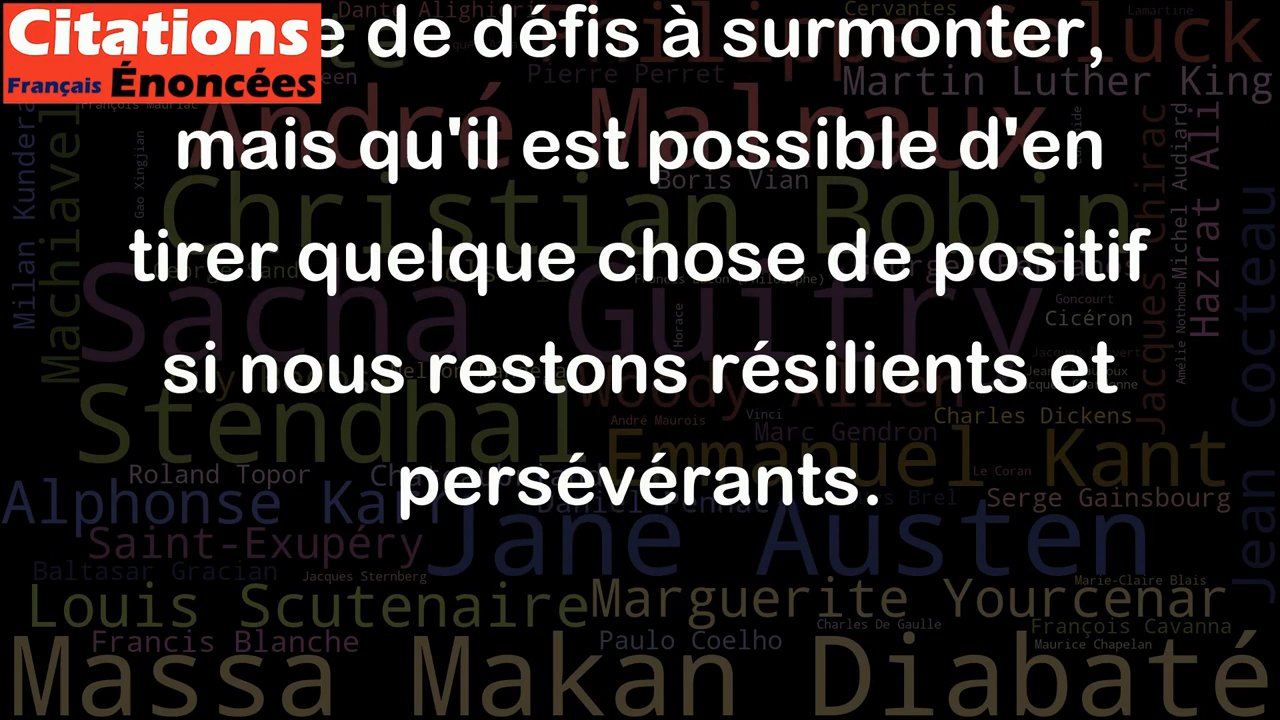 Citations
Français Énoncées
e de défis à surmonter,
mais qu'il est possible d'en
tirer quelque chose de positif
si nous restons résilients et
persévérants.
Cervantes
Lamartine
Pierre Perret
Martin Luther King
André Malraux
Milan Kundera
Machiavel
Gao Xingjian
Boris Vian
Christian Bobin
Jacques Chirac
Michel Audiard
Hazrat Ali
Amélie Nothomb
Jean Cocteau
Sacha Guitry
Horace
Goncourt
Cicéron
Woody Allen
Stendhal
André Maurois
Vinci
Marc Gendron
Charles Dickens
Emmanuel Kant
Le Coran
Roland Topor
Serge Gainsbourg
Daniel Pennac
Alphonse Karr
Jane Austen
Saint-Exupéry
Baltasar Gracian
Jacques Sternberg
Louis Scutenaire
Marguerite Yourcenar
Marie-Claire Blais
Charles De Gaulle
François Cavanna
Francis Blanche
Paulo Coelho
Maurice Chapelan
Massa Makan Diabaté